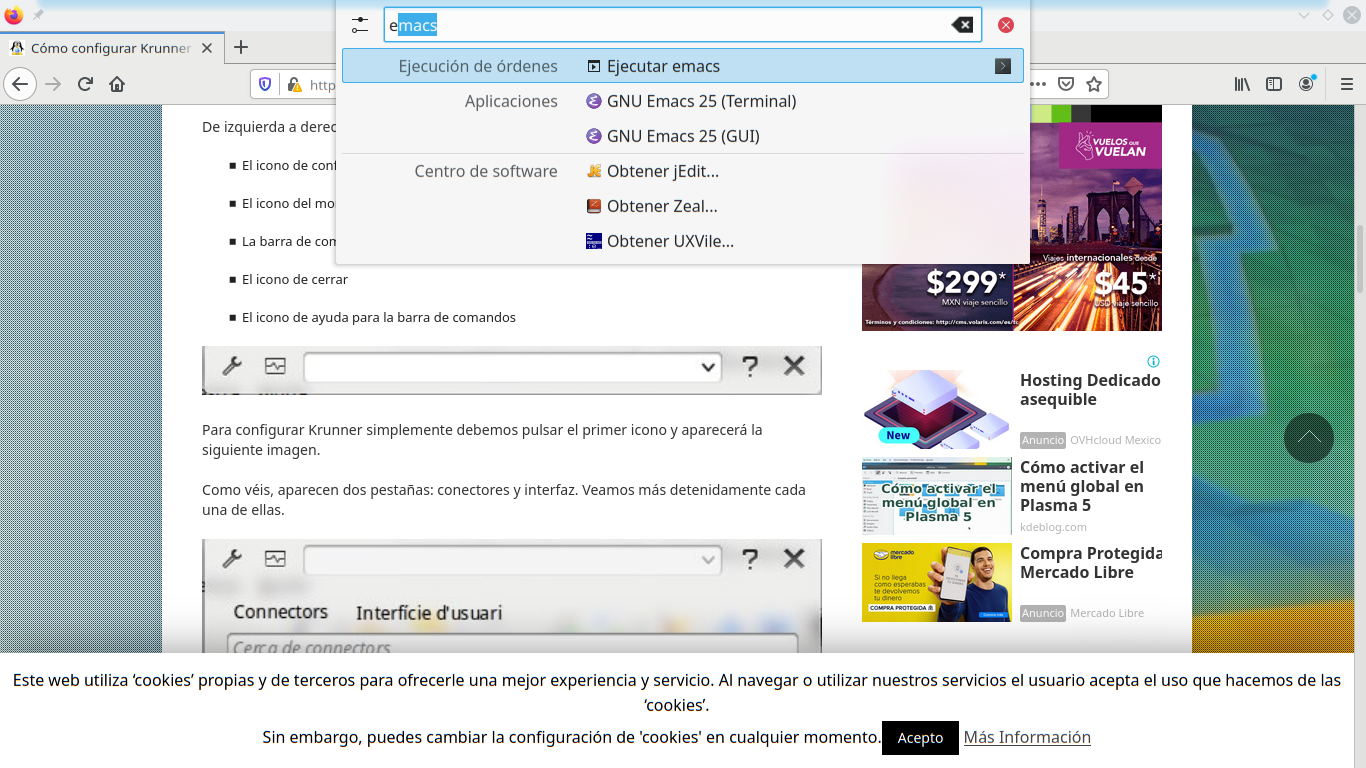 emacs
Ejecución de órdenes Ejecutar emacs
Aplicaciones GNU Emacs 25 (Terminal)
GNU Emacs 25 (GUI)
Centro de software Obtener jEdit...
Obtener Zeal...
Obtener UXVile...
Cómo configurar Krunner
http
De izquierda a derec
El icono de conf
El icono del mo
La barra de com
El icono de cerrar
El icono de ayuda para la barra de comandos
Para configurar Krunner simplemente debemos pulsar el primer icono y aparecerá la
siguiente imagen.
Como véis, aparecen dos pestañas: conectores y interfaz. Veamos más detenidamente cada
una de ellas.
Connectors Interfície d'usuari
Cerca de connectors
VUELOS QUE
VUELAN
Viajes internacionales desde
$299*
MXN viaje sencillo
$45*
USD viaje sencillo
Términos y condiciones: http://cms.volaris.com/es/tc
New
Hosting Dedicado
asequible
Anuncio OVHcloud Mexico
Cómo activar el
menú global en
Plasma 5
Cómo activar el
menú global en
Plasma 5
kdeblog.com
mercado
libre
Si no llega
como esperabas
te devolvemos
tu dinero
COMPRA PROTEGIDA
Compra Protegida
Mercado Libre
Anuncio Mercado Libre
Este web utiliza ‘cookies’ propias y de terceros para ofrecerle una mejor experiencia y servicio. Al navegar o utilizar nuestros servicios el usuario acepta el uso que hacemos de las
‘cookies’.
Sin embargo, puedes cambiar la configuración de 'cookies' en cualquier momento. Acepto Más Información